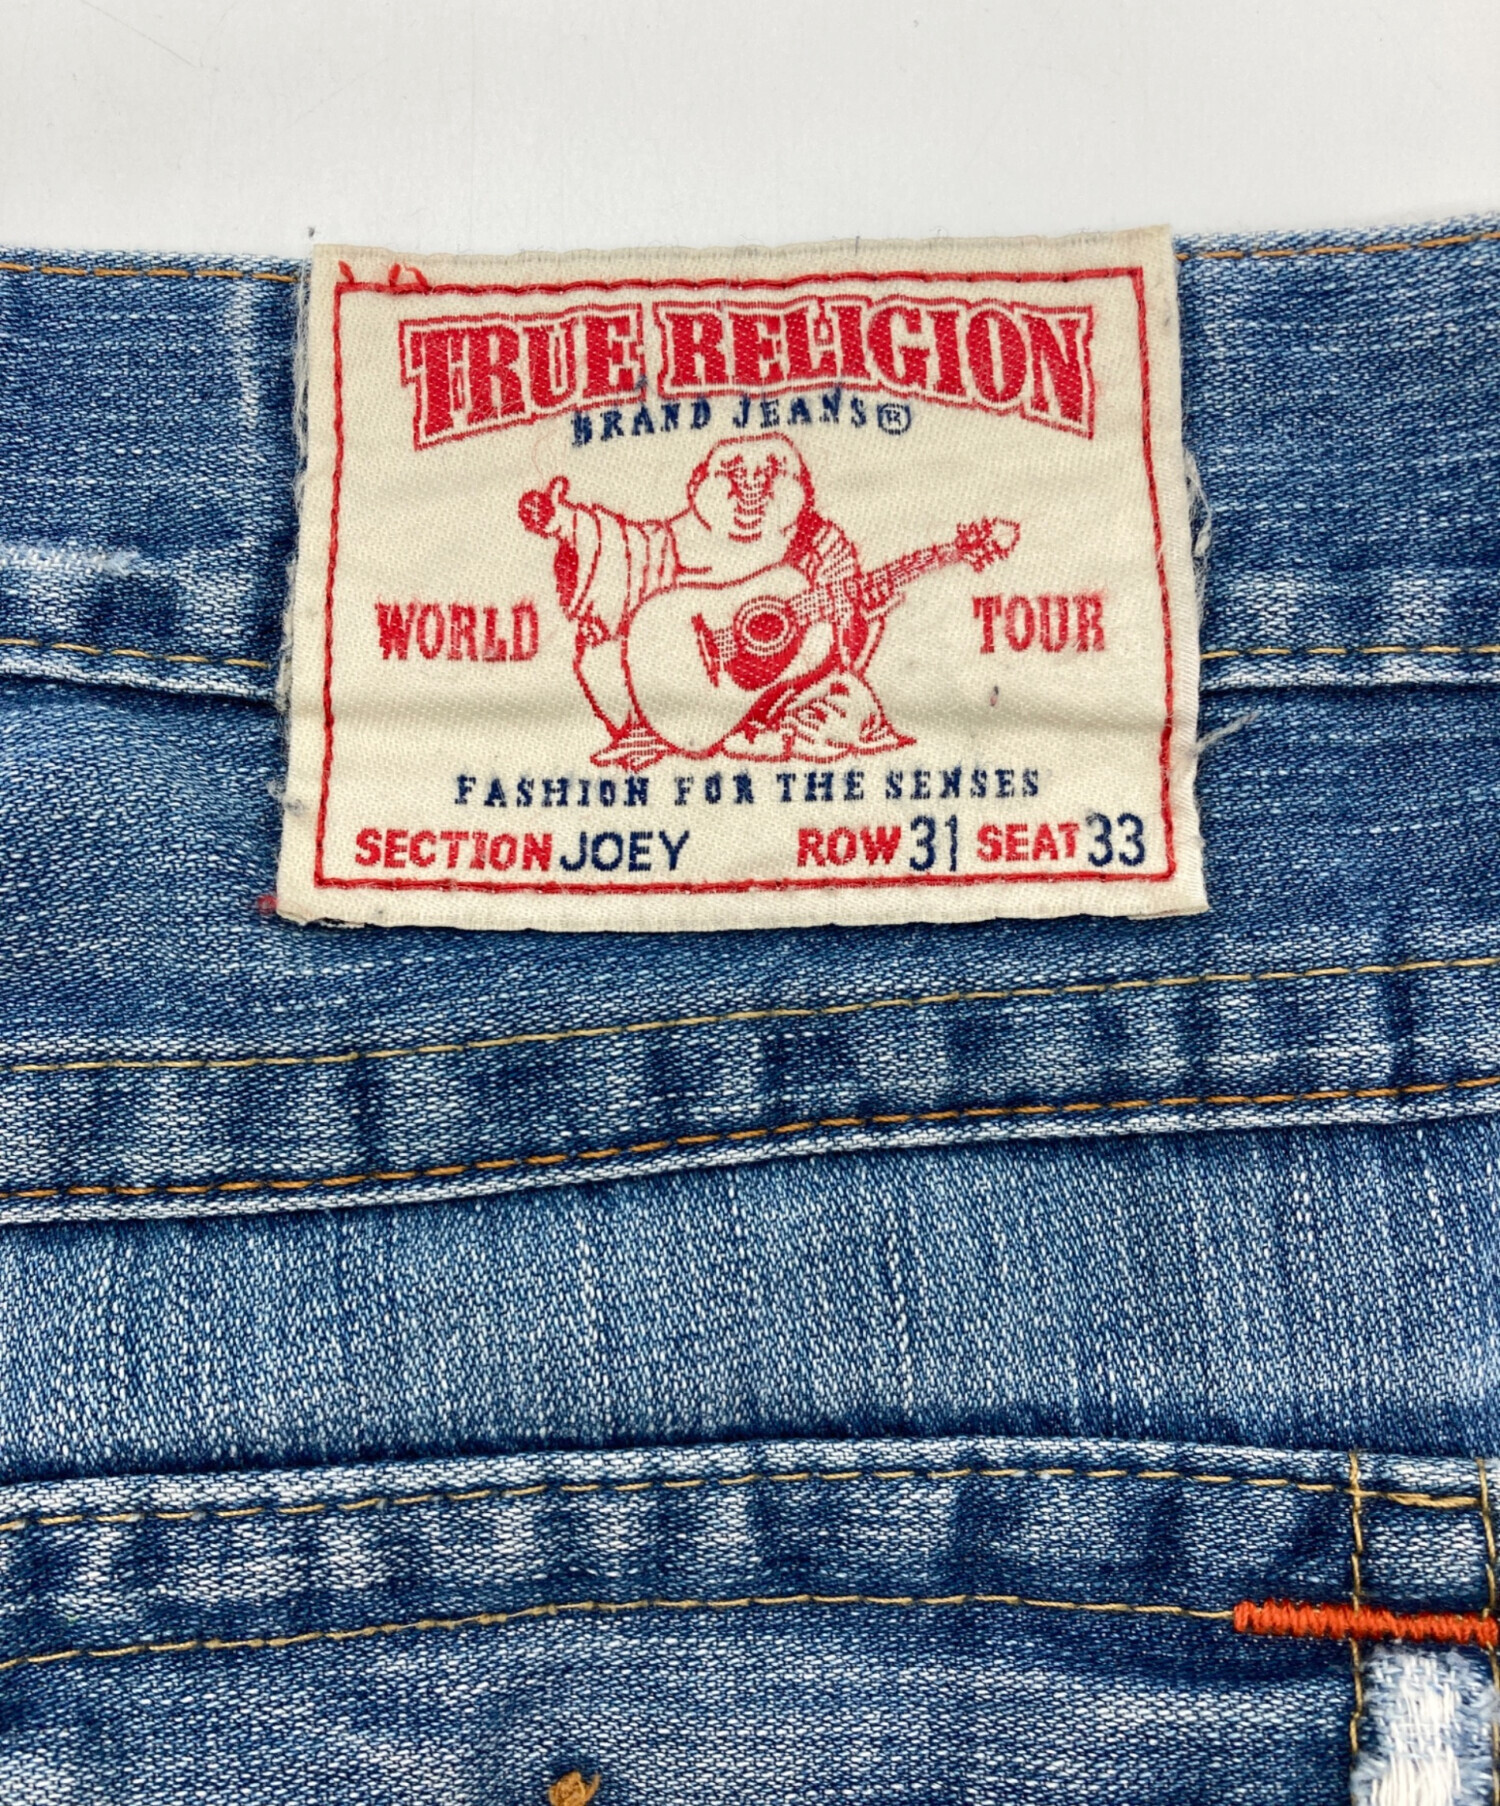 TRUE RELIGION
BRAND JEANS®
WORLD TOUR
FASHION FOR THE SENSES
SECTION JOEY ROW 31 SEAT 33